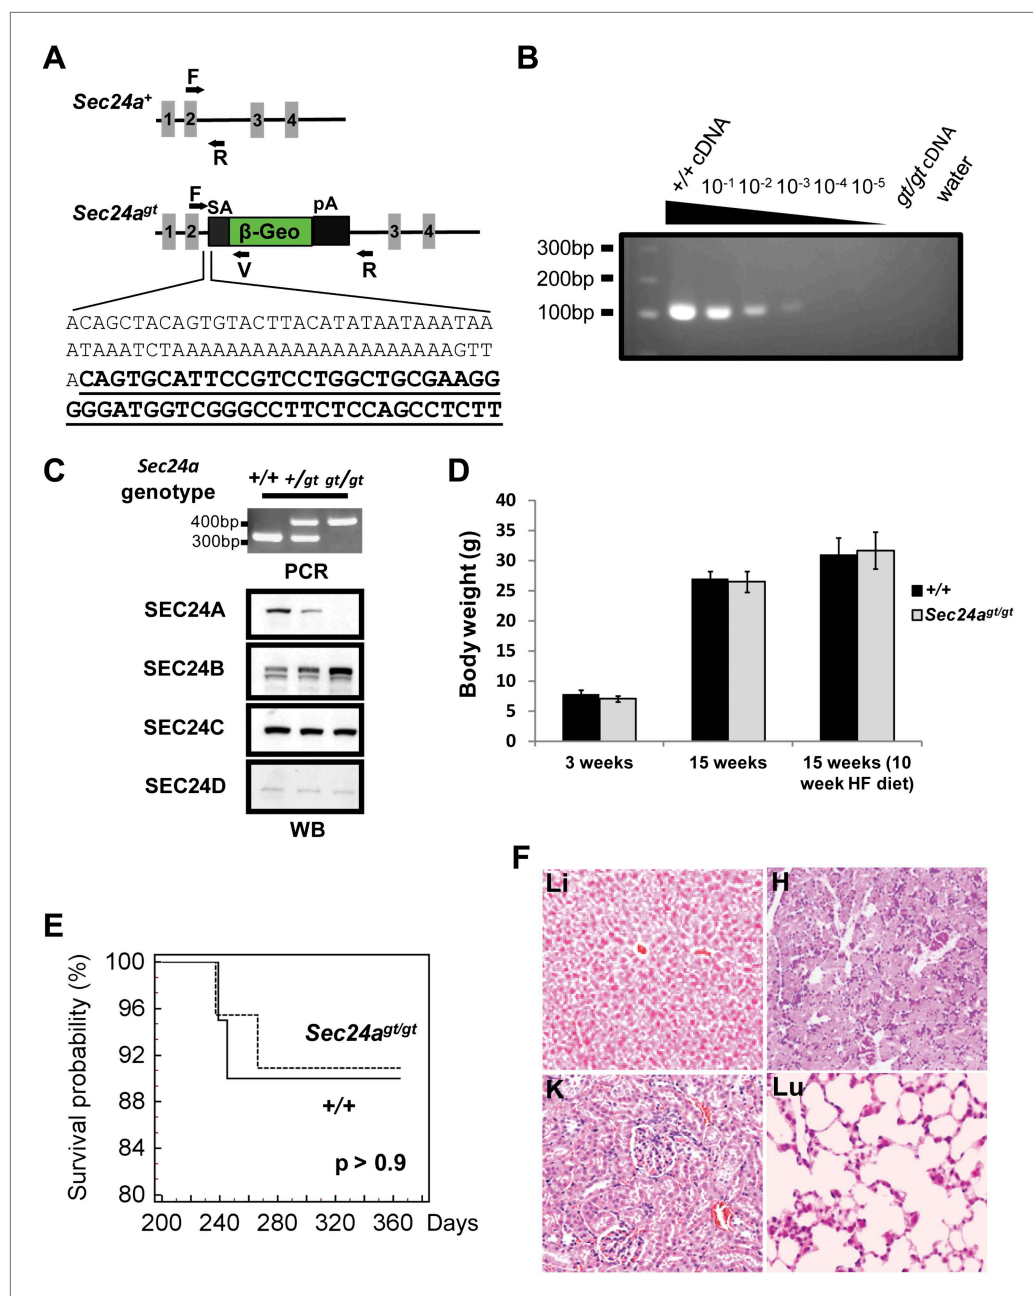 A
F
Sec24a+
1 2 3 4
R
F
SA
pA
Sec24agt
1 2 β-Geo 3 4
V
R
ACAGCTACAGTGTACTTACATATAATAAATAA
ATAAATCTAAAAAAAAAAAAAAAAAAAAAGTT
ACAGTGCATTCCGTCCTGGCTGCGAAGG
GGGATGGTCGGGCCTTCTCCAGCCTCTT
B
+/+ cDNA
10-1 10-2 10-3 10-4 10-5
gt/gt cDNA
water
300bp
200bp
100bp
C
Sec24a
genotype
+/+ +/gt gt/gt
400bp
300bp
PCR
SEC24A
SEC24B
SEC24C
SEC24D
WB
D
Body weight (g)
40
35
30
25
20
15
10
5
0
3 weeks
15 weeks
15 weeks (10
week HF diet)
+/+
Sec24agt/gt
E
Survival probability (%)
100
96
92
88
84
80
200 240 280 320 360 Days
Sec24agt/gt
+/+
p > 0.9
F
Li
H
K
Lu